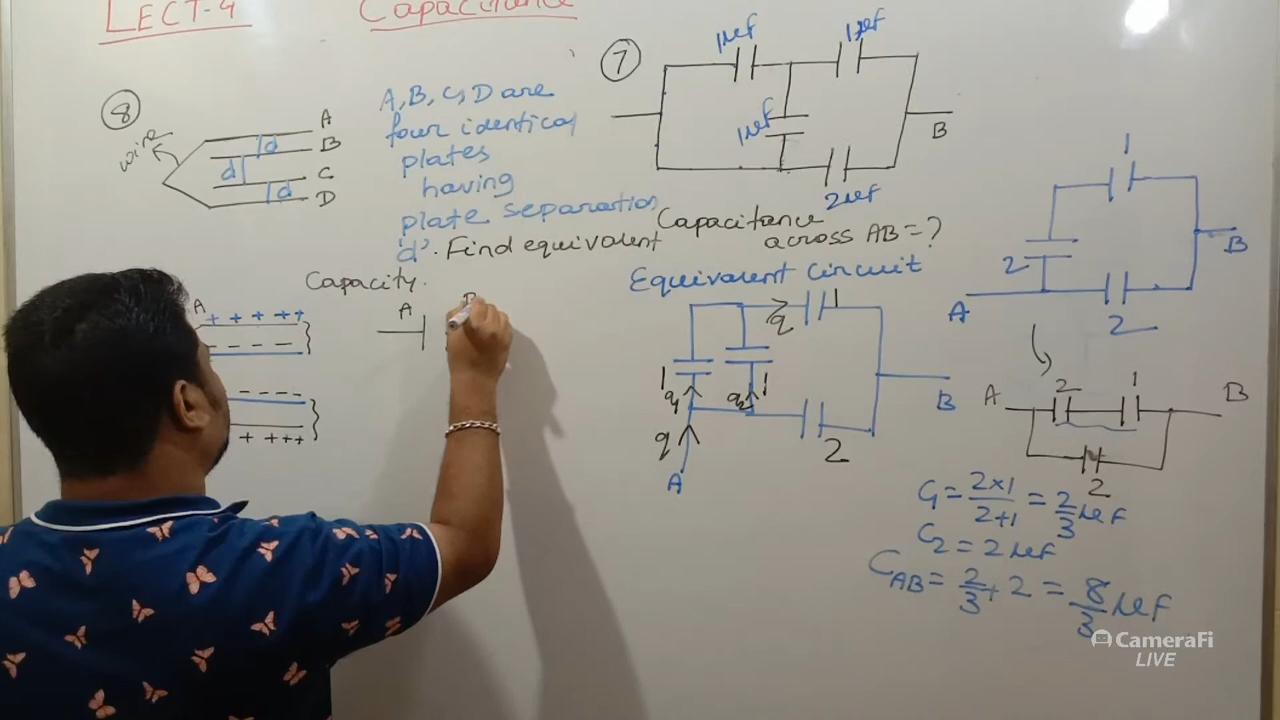 LECT-4 Capacitance
8
wire
d
d
d
A
B
C
D
A, B, C, D are
four identical
plates
having
plate separation
'd'. Find equivalent
Capacity.
7
1μF
1μF
1μF
2μF
B
Capacitance
across AB = ?
Equivalent Circuit
1
1
1
2
q
q
A
B
1
2
2
A
B
A
2
1
B
2
C1 = 2×1/2+1 = 2/3 μF
C2 = 2 μF
CAB = 2/3 + 2 = 8/3 μF
A
+ + + ++
- - - -
- - -
+ +++
A
CameraFi
LIVE